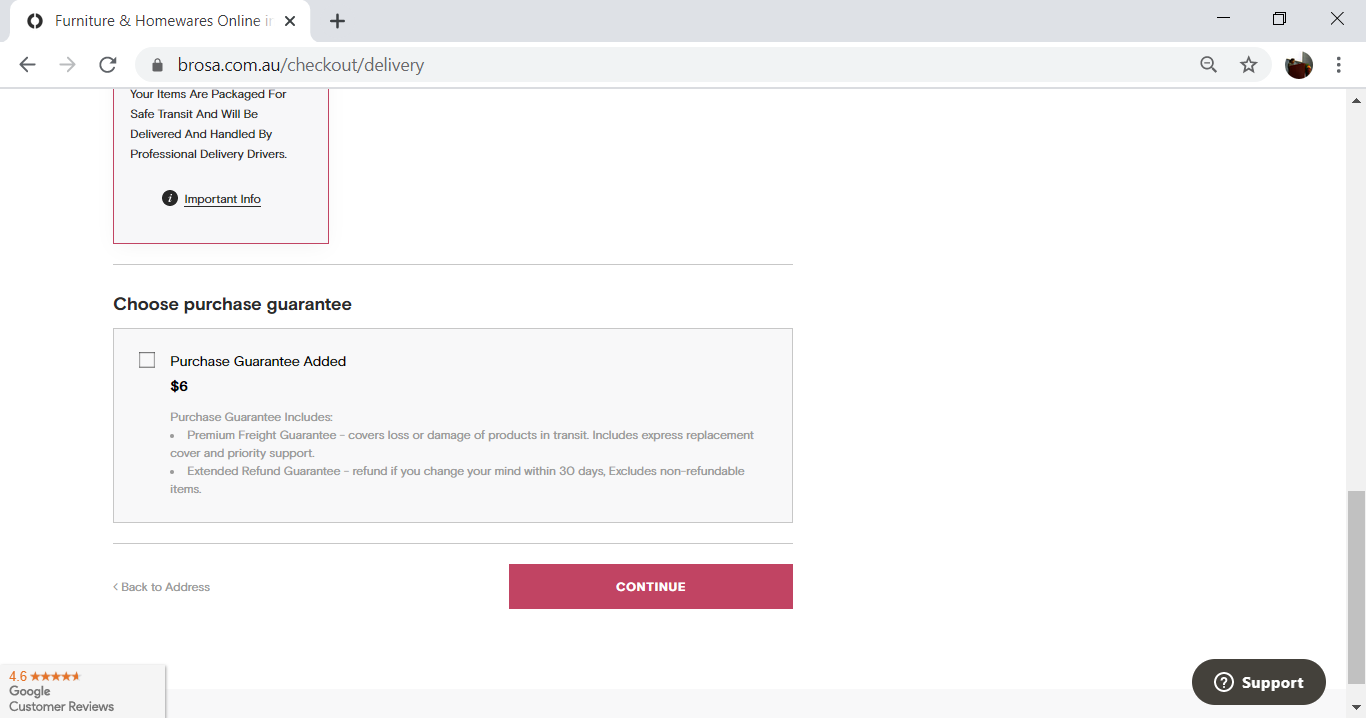 Furniture & Homewares Online in
brosa.com.au/checkout/delivery
Your Items Are Packaged For
Safe Transit And Will Be
Delivered And Handled By
Professional Delivery Drivers.
i Important Info
Choose purchase guarantee
Purchase Guarantee Added
$6
Purchase Guarantee Includes:
• Premium Freight Guarantee - covers loss or damage of products in transit. Includes express replacement
cover and priority support.
• Extended Refund Guarantee - refund if you change your mind within 30 days, Excludes non-refundable
items.
< Back to Address
CONTINUE
4.6 ★★★★★
Google
Customer Reviews
? Support